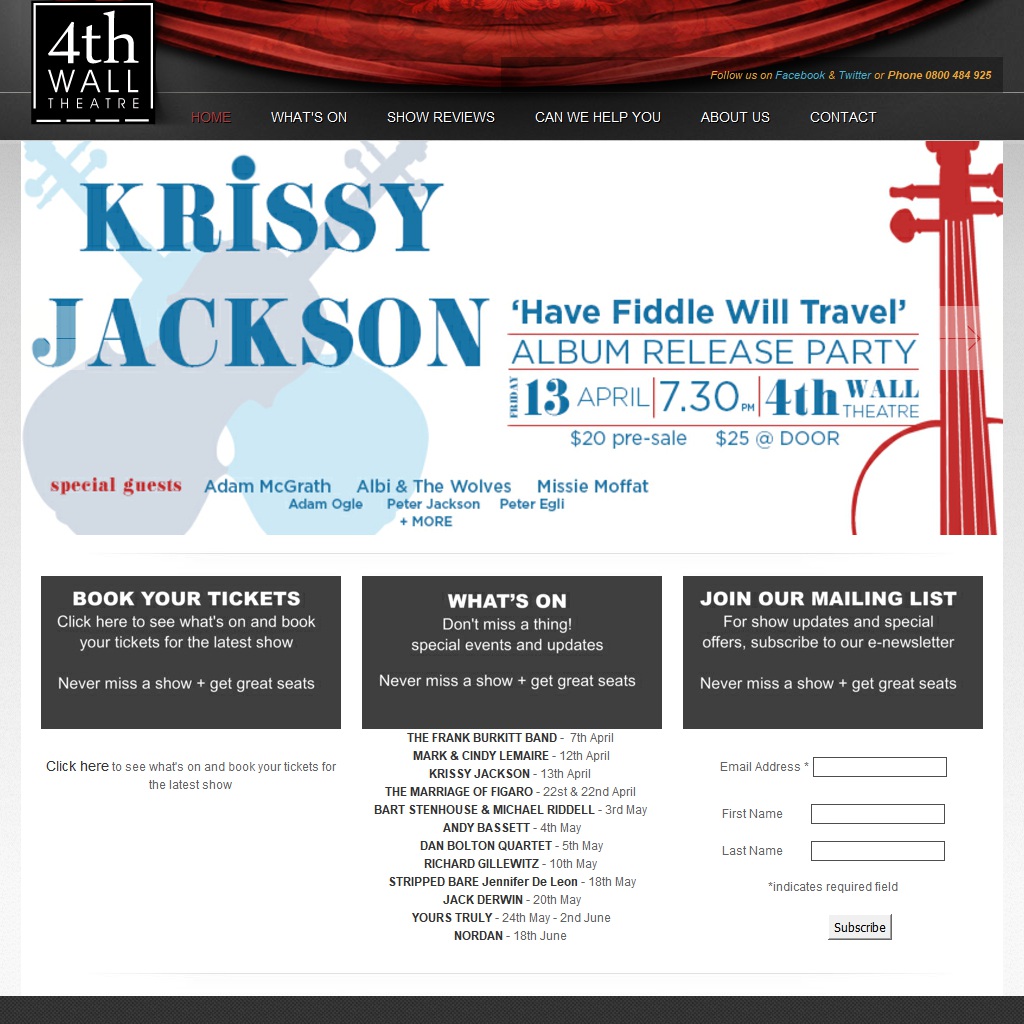 4th
WALL
THEATRE
Follow us on Facebook & Twitter or Phone 0800 484 925
HOME WHAT'S ON SHOW REVIEWS CAN WE HELP YOU ABOUT US CONTACT
KRiSSY
JACKSON
'Have Fiddle Will Travel'
ALBUM RELEASE PARTY
FRIDAY 13 APRIL 7.30 PM 4th WALL THEATRE
$20 pre-sale $25 @ DOOR
special guests Adam McGrath Albi & The Wolves Missie Moffat
Adam Ogle Peter Jackson Peter Egli
+ MORE
BOOK YOUR TICKETS
Click here to see what's on and book
your tickets for the latest show
Never miss a show + get great seats
Click here to see what's on and book your tickets for
the latest show
WHAT'S ON
Don't miss a thing!
special events and updates
Never miss a show + get great seats
THE FRANK BURKITT BAND - 7th April
MARK & CINDY LEMAIRE - 12th April
KRISSY JACKSON - 13th April
THE MARRIAGE OF FIGARO - 22st & 22nd April
BART STENHOUSE & MICHAEL RIDDELL - 3rd May
ANDY BASSETT - 4th May
DAN BOLTON QUARTET - 5th May
RICHARD GILLEWITZ - 10th May
STRIPPED BARE Jennifer De Leon - 18th May
JACK DERWIN - 20th May
YOURS TRULY - 24th May - 2nd June
NORDAN - 18th June
JOIN OUR MAILING LIST
For show updates and special
offers, subscribe to our e-newsletter
Never miss a show + get great seats
Email Address *
First Name
Last Name
*indicates required field
Subscribe